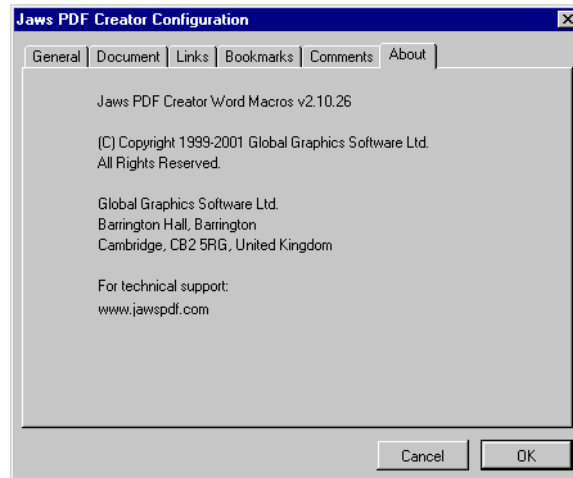 Jaws PDF Creator Configuration
General Document Links Bookmarks Comments About
Jaws PDF Creator Word Macros v2.10.26
(C) Copyright 1999-2001 Global Graphics Software Ltd.
All Rights Reserved.
Global Graphics Software Ltd.
Barrington Hall, Barrington
Cambridge, CB2 5RG, United Kingdom
For technical support:
www.jawspdf.com
Cancel OK